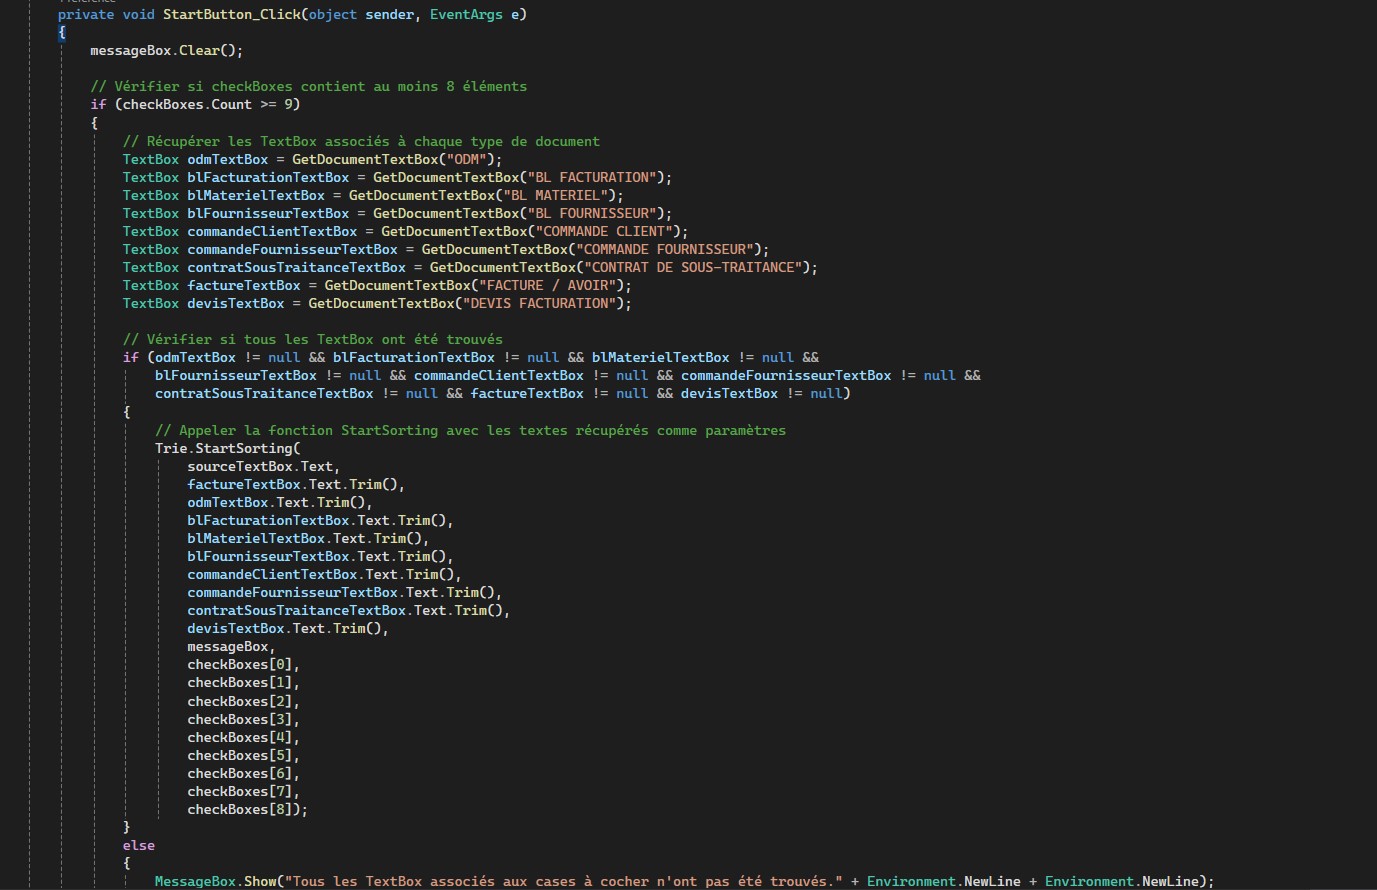 private void StartButton_Click(object sender, EventArgs e)
{
messageBox.Clear();
// Vérifier si checkBoxes contient au moins 8 éléments
if (checkBoxes.Count >= 9)
{
// Récupérer les TextBox associés à chaque type de document
TextBox odmTextBox = GetDocumentTextBox("ODM");
TextBox blFacturationTextBox = GetDocumentTextBox("BL FACTURATION");
TextBox blMaterielTextBox = GetDocumentTextBox("BL MATERIEL");
TextBox blFournisseurTextBox = GetDocumentTextBox("BL FOURNISSEUR");
TextBox commandeClientTextBox = GetDocumentTextBox("COMMANDE CLIENT");
TextBox commandeFournisseurTextBox = GetDocumentTextBox("COMMANDE FOURNISSEUR");
TextBox contratSousTraitanceTextBox = GetDocumentTextBox("CONTRAT DE SOUS-TRAITANCE");
TextBox factureTextBox = GetDocumentTextBox("FACTURE / AVOIR");
TextBox devisTextBox = GetDocumentTextBox("DEVIS FACTURATION");
// Vérifier si tous les TextBox ont été trouvés
if (odmTextBox != null && blFacturationTextBox != null && blMaterielTextBox != null &&
blFournisseurTextBox != null && commandeClientTextBox != null && commandeFournisseurTextBox != null &&
contratSousTraitanceTextBox != null && factureTextBox != null && devisTextBox != null)
{
// Appeler la fonction StartSorting avec les textes récupérés comme paramètres
Trie.StartSorting(
sourceTextBox.Text,
factureTextBox.Text.Trim(),
odmTextBox.Text.Trim(),
blFacturationTextBox.Text.Trim(),
blMaterielTextBox.Text.Trim(),
blFournisseurTextBox.Text.Trim(),
commandeClientTextBox.Text.Trim(),
commandeFournisseurTextBox.Text.Trim(),
contratSousTraitanceTextBox.Text.Trim(),
devisTextBox.Text.Trim(),
messageBox,
checkBoxes[0],
checkBoxes[1],
checkBoxes[2],
checkBoxes[3],
checkBoxes[4],
checkBoxes[5],
checkBoxes[6],
checkBoxes[7],
checkBoxes[8]);
}
else
{
MessageBox.Show("Tous les TextBox associés aux cases à cocher n'ont pas été trouvés." + Environment.NewLine + Environment.NewLine);